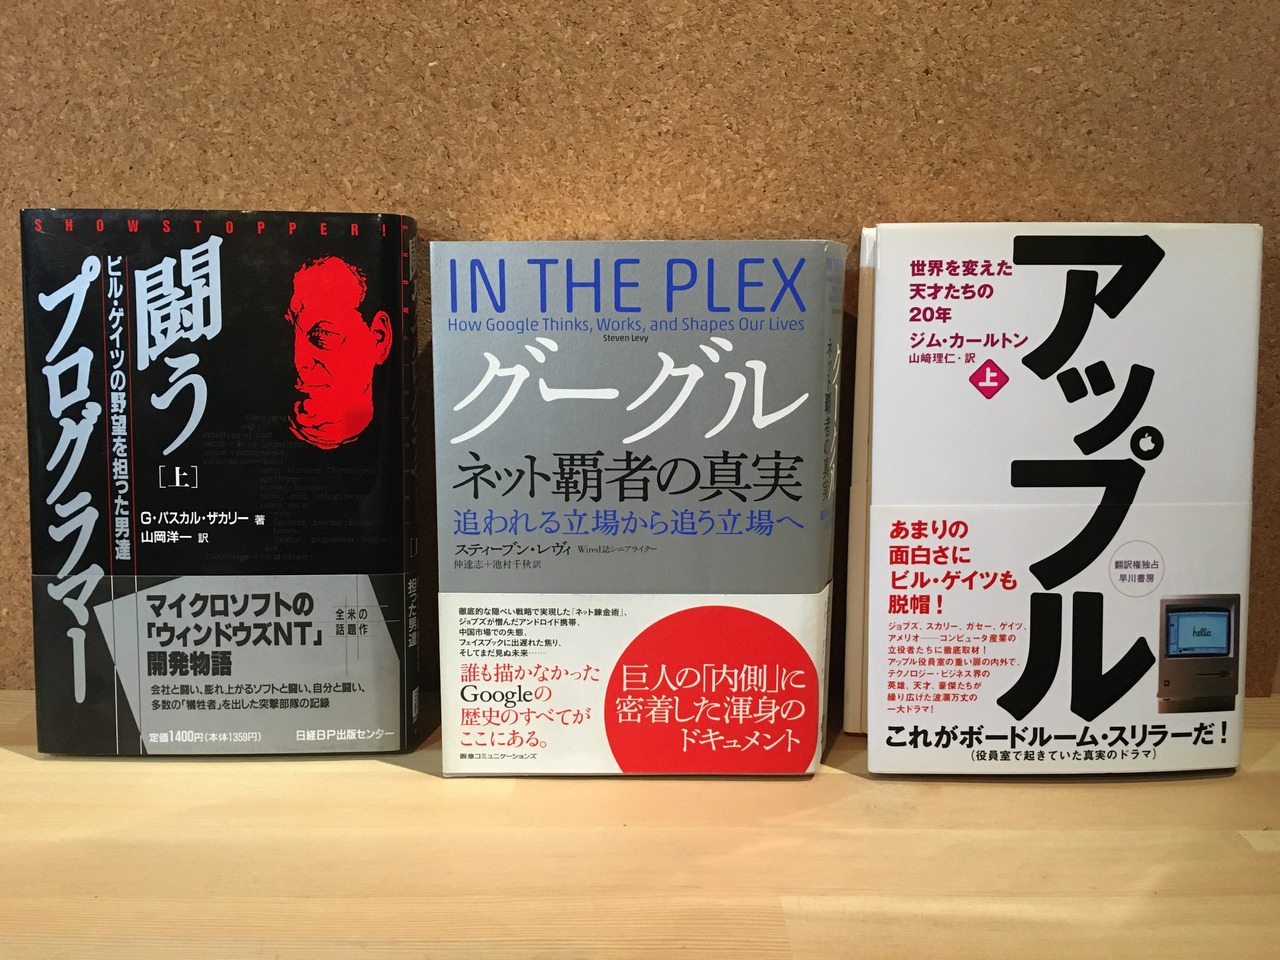 SHOWSTOPPER!
闘う
プログラマー
[上]
ビル・ゲイツの野望を担った男達
G・パスカル・ザカリー 著
山岡洋一 訳
マイクロソフトの
「ウィンドウズNT」
開発物語
全米の
話題作
会社と闘い、膨れ上がるソフトと闘い、自分と闘い、
多数の「犠牲者」を出した突撃部隊の記録
定価1400円(本体1359円)
日経BP出版センター
担った男達
IN THE PLEX
How Google Thinks, Works, and Shapes Our Lives
Steven Levy
グーグル
ネット覇者の真実
追われる立場から追う立場へ
スティーブン・レヴィ Wired誌シニアライター
仲達志+池村千秋 訳
徹底的な隠ぺい戦略で実現した「ネット錬金術」、
ジョブズが憎んだアンドロイド携帯、
中国市場での失態、
フェイスブックに出遅れた焦り、
そしてまだ見ぬ未来……
誰も描かなかった
Googleの
歴史のすべてが
ここにある。
阪急コミュニケーションズ
巨人の「内側」に
密着した渾身の
ドキュメント
ネット覇者の真実
アップル
世界を変えた
天才たちの
20年
ジム・カールトン
山﨑理仁・訳
上
あまりの
面白さに
ビル・ゲイツも
脱帽!
翻訳権独占
早川書房
ジョブズ、スカリー、ガセー、ゲイツ、
アメリオ――コンピュータ産業の
立役者たちに徹底取材!
アップル役員室の重い扉の内外で、
テクノロジー・ビジネス界の
英雄、天才、豪傑たちが
繰り広げた波瀾万丈の
一大ドラマ!
hello.
これがボードルーム・スリラーだ!
(役員室で起きていた真実のドラマ)